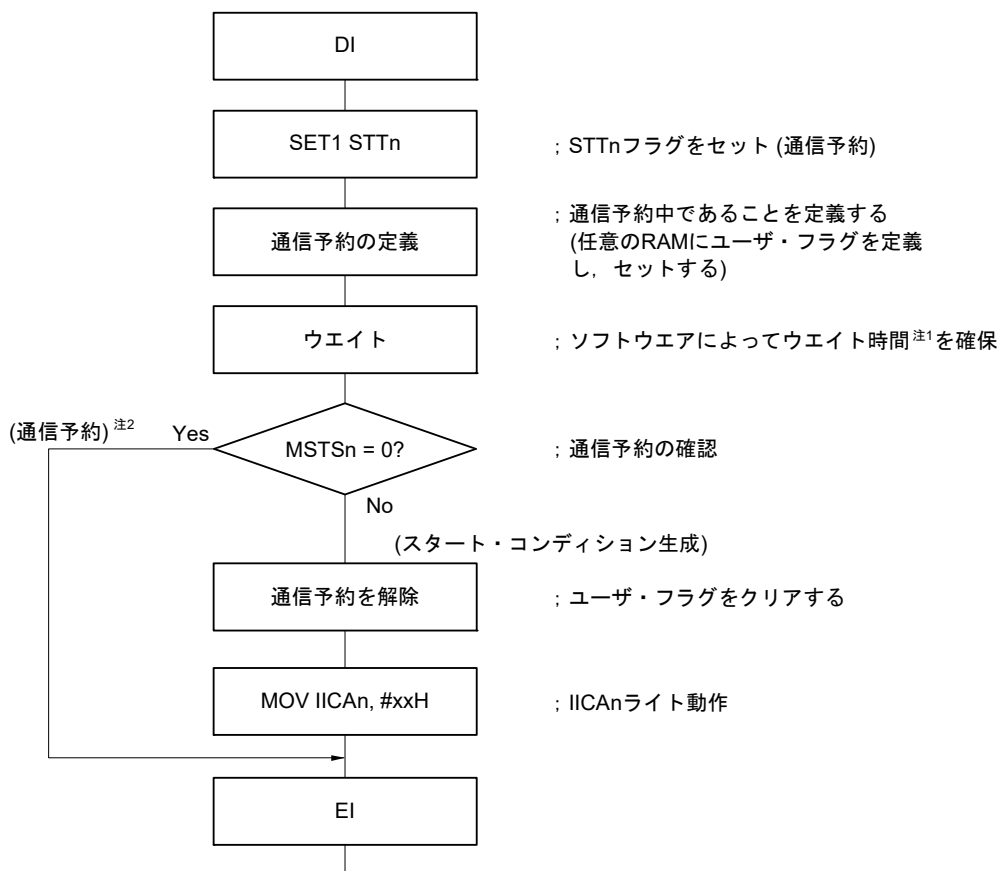 DI
SET1 STTn
; STTnフラグをセット (通信予約)
通信予約の定義
; 通信予約中であることを定義する
(任意のRAMにユーザ・フラグを定義
し，セットする)
ウエイト
; ソフトウエアによってウエイト時間注1を確保
(通信予約) 注2
Yes
MSTSn = 0?
; 通信予約の確認
No
(スタート・コンディション生成)
通信予約を解除
; ユーザ・フラグをクリアする
MOV IICAn, #xxH
; IICAnライト動作
EI